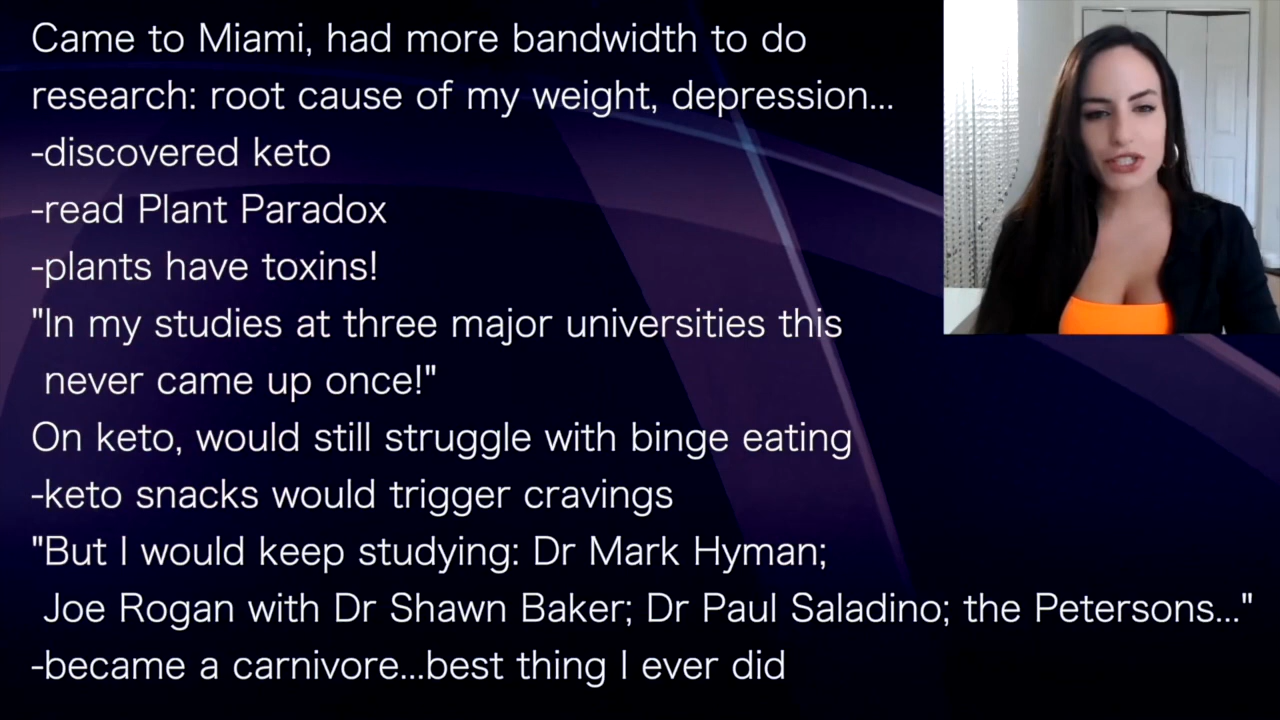 Came to Miami, had more bandwidth to do
research: root cause of my weight, depression...
-discovered keto
-read Plant Paradox
-plants have toxins!
"In my studies at three major universities this
never came up once!"
On keto, would still struggle with binge eating
-keto snacks would trigger cravings
"But I would keep studying: Dr Mark Hyman;
Joe Rogan with Dr Shawn Baker; Dr Paul Saladino; the Petersons..."
-became a carnivore...best thing I ever did